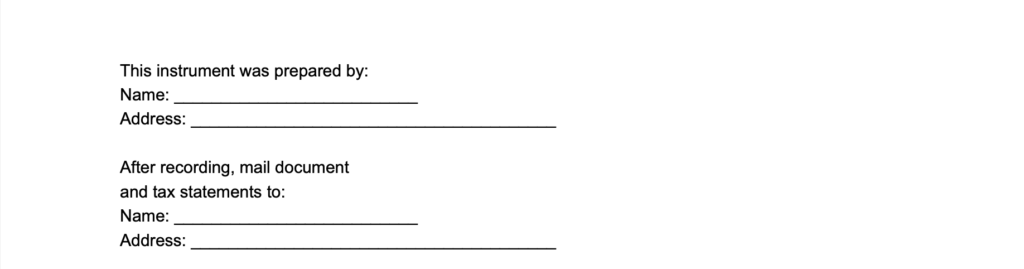 This instrument was prepared by:
Name: ___________________________
Address: ________________________________________
After recording, mail document
and tax statements to:
Name: ___________________________
Address: ________________________________________